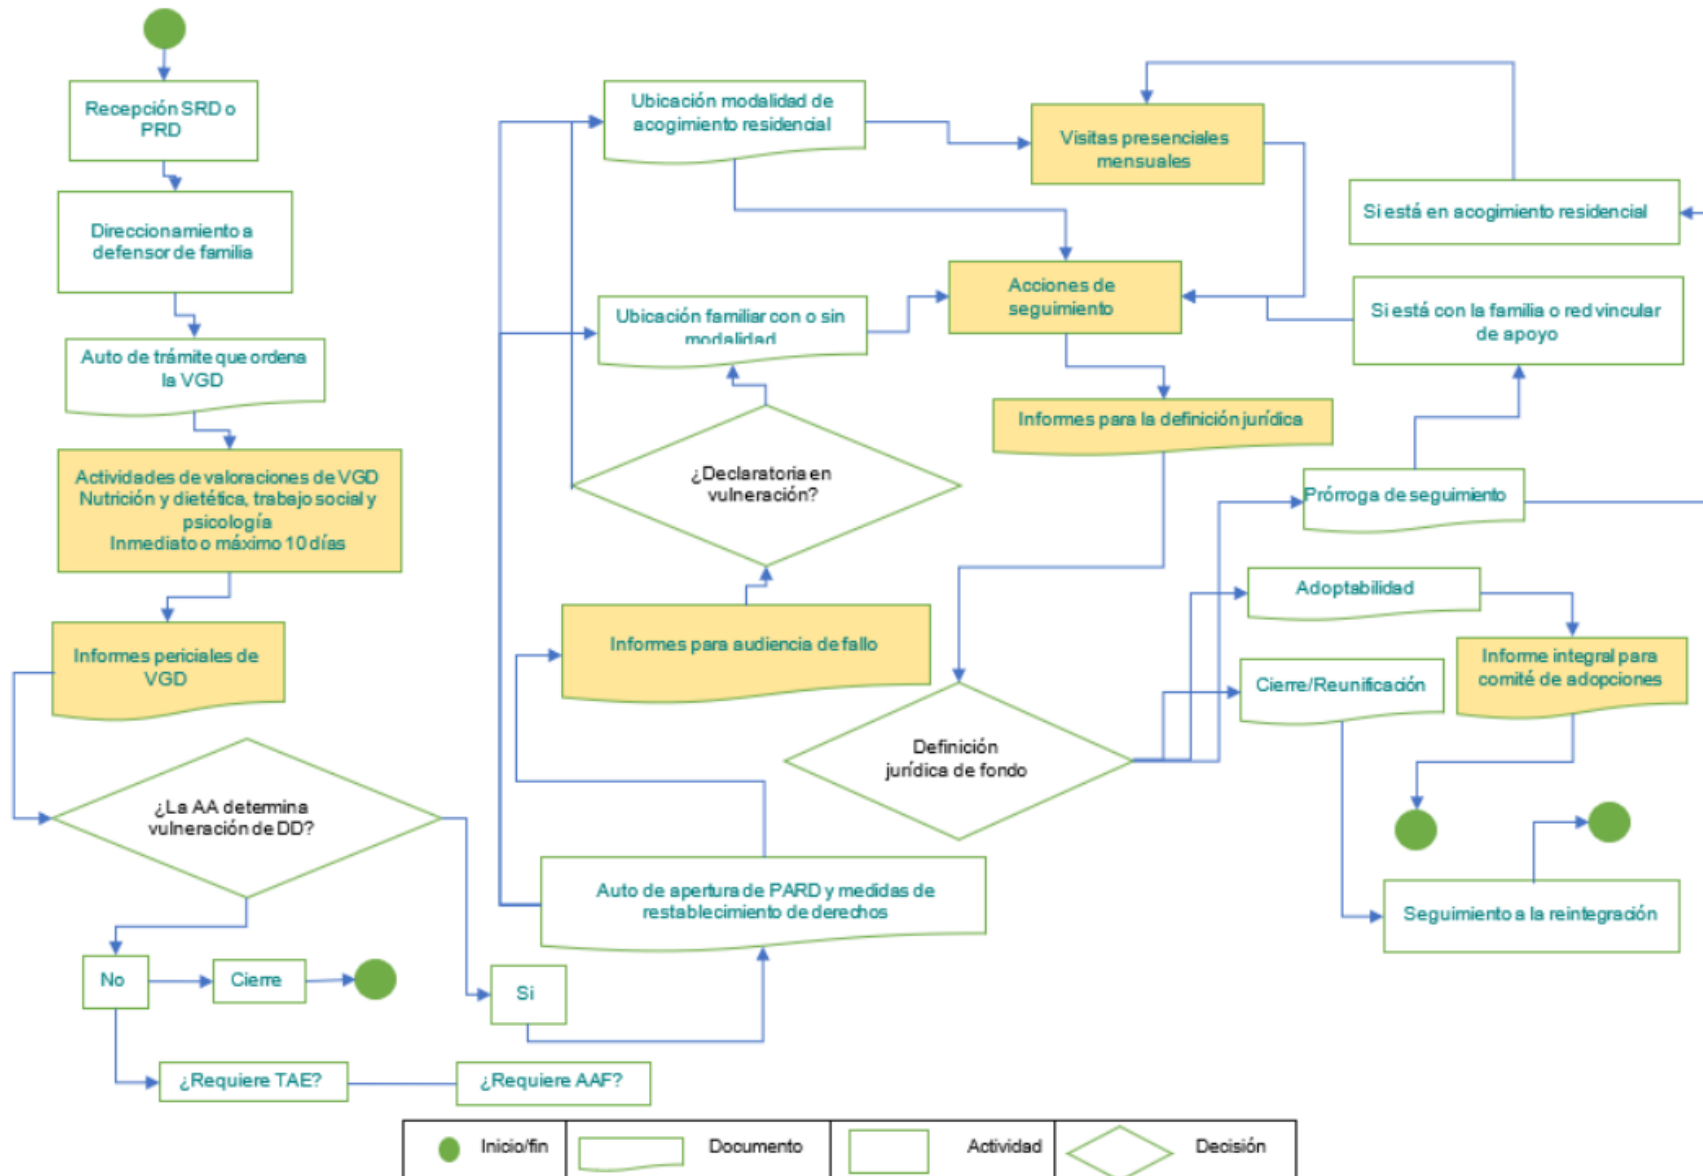 Recepción SRD o
PRD
Direccionamiento a
defensor de familia
Auto de trámite que ordena
la VGD
Actividades de valoraciones de VGD
Nutrición y dietética, trabajo social y
psicología
Inmediato o máximo 10 días
Informes periciales de
VGD
¿La AA determina
vulneración de DD?
No
Cierre
¿Requiere TAE?
¿Requiere AAF?
Si
Auto de apertura de PARD y medidas de
restablecimiento de derechos
Informes para audiencia de fallo
¿Declaratoria en
vulneración?
Ubicación familiar con o sin
modalidad
Ubicación modalidad de
acogimiento residencial
Visitas presenciales
mensuales
Acciones de
seguimiento
Informes para la definición jurídica
Definición
jurídica de fondo
Si está en acogimiento residencial
Si está con la familia o red vincular
de apoyo
Prórroga de seguimiento
Adoptabilidad
Informe integral para
comité de adopciones
Cierre/Reunificación
Seguimiento a la reintegración
Inicio/fin
Documento
Actividad
Decisión